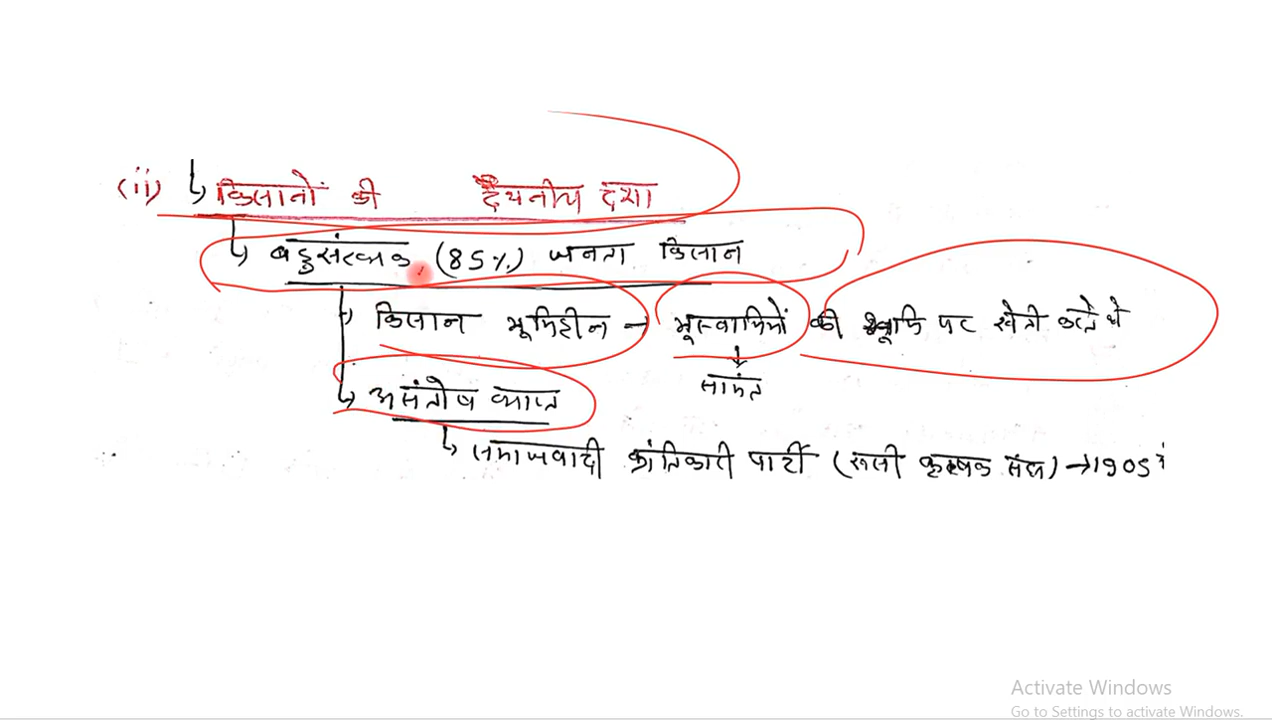 (ii) ↳ किसानों की दयनीय दशा
↳ बहुसंख्यक (85%) जनता किसान
↳ किसान भूमिहीन → भूस्वामियों की भूमि पर खेती करते थे
↓
सामंत
↳ असंतोष व्याप्त
↳ समाजवादी क्रांतिकारी पार्टी (रूसी कृषक संघ) → 1905 में
Activate Windows
Go to Settings to activate Windows.